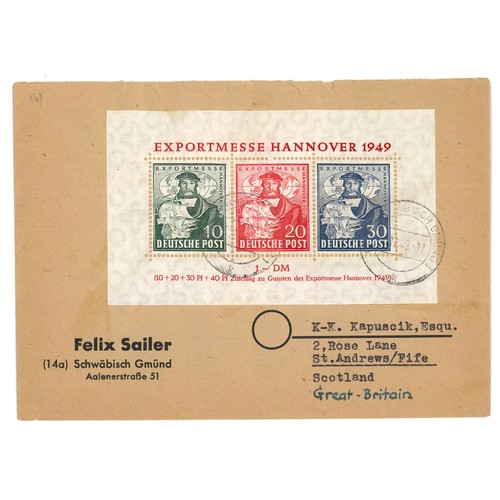 EXPORTMESSE HANNOVER 1949
EXPORTMESSE HANNOVER
10
DEUTSCHE POST
EXPORTMESSE HANNOVER
20
DEUTSCHE POST
EXPORTMESSE HANNOVER
30
DEUTSCHE POST
1.– DM
(10 + 20 + 30 Pf + 40 Pf Zuschlag zu Gunsten der Exportmesse Hannover 1949)
Felix Sailer
(14a) Schwäbisch Gmünd
Aalenerstraße 51
K-K. Kapuscik, Esqu.
2,Rose Lane
St.Andrews/Fife
Scotland
Great-Britain